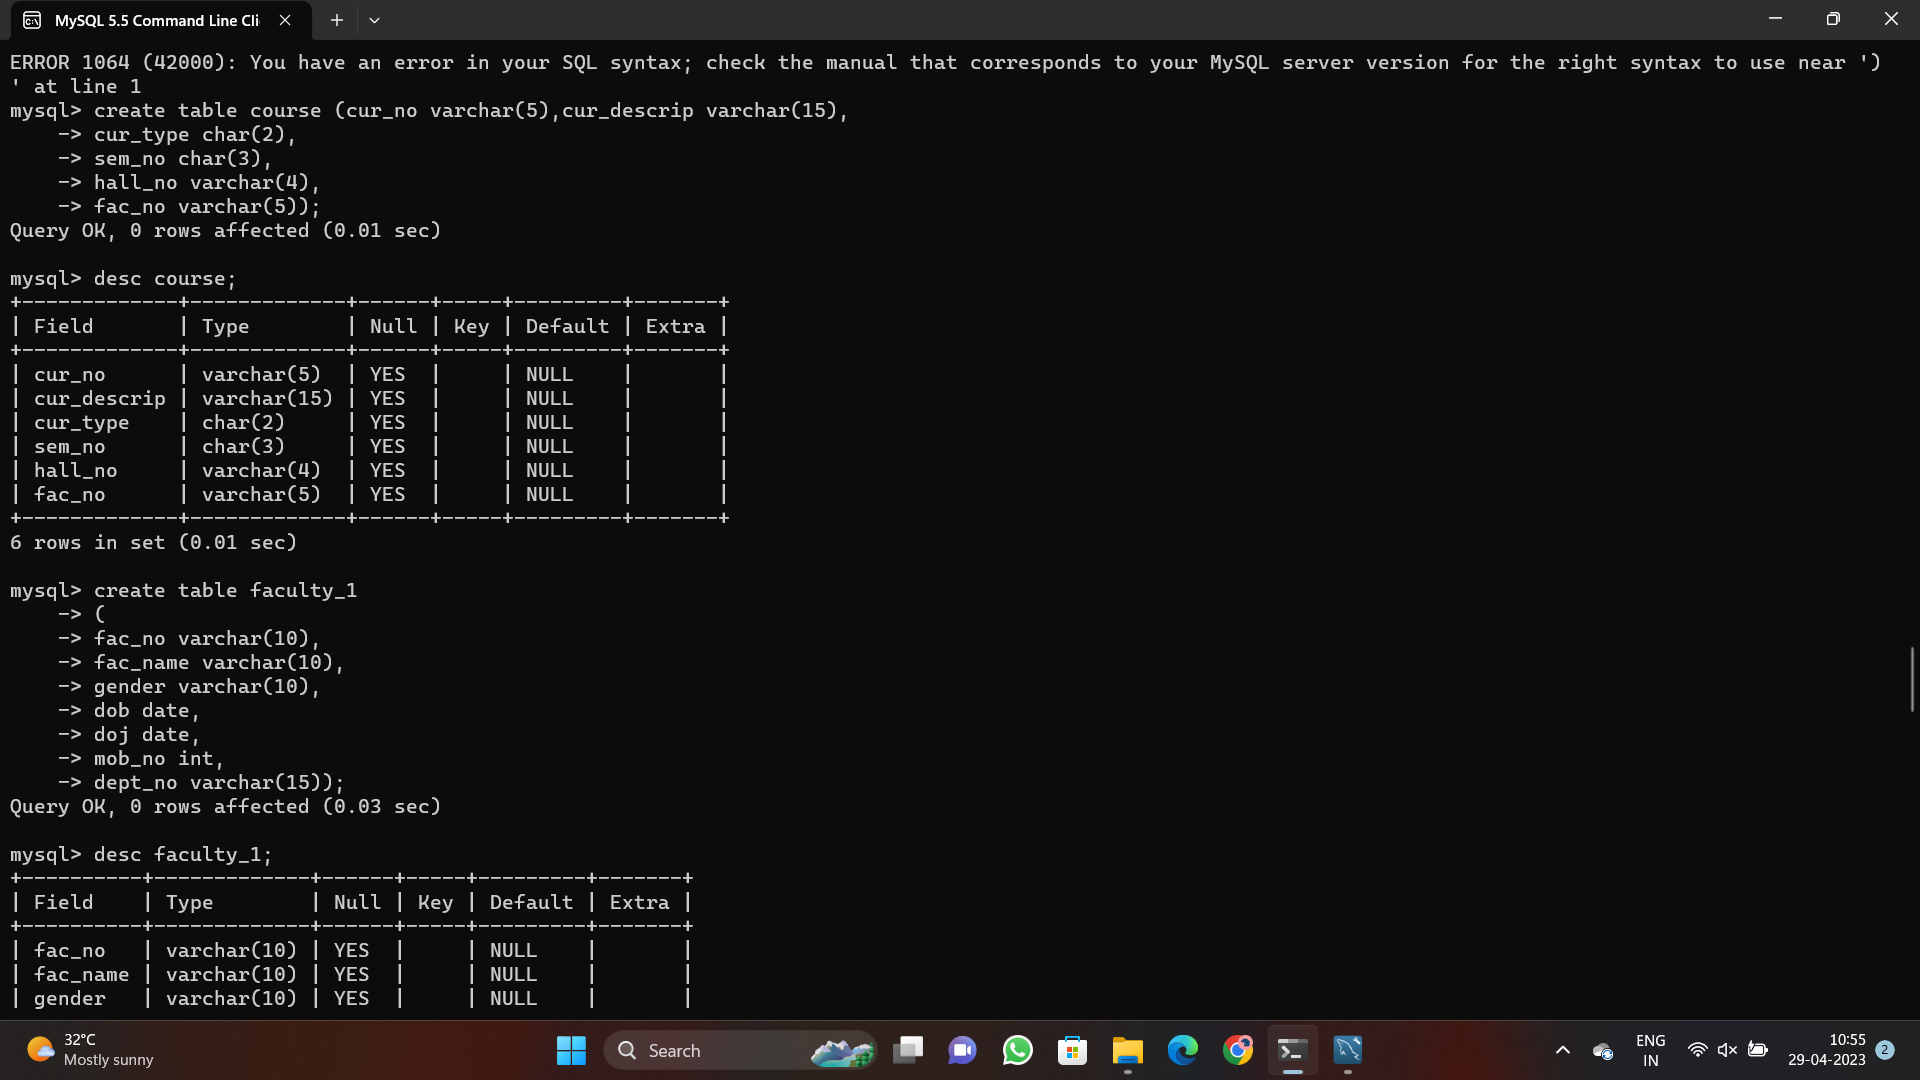 MySQL 5.5 Command Line Cli
ERROR 1064 (42000): You have an error in your SQL syntax; check the manual that corresponds to your MySQL server version for the right syntax to use near ')
' at line 1
mysql> create table course (cur_no varchar(5),cur_descrip varchar(15),
    -> cur_type char(2),
    -> sem_no char(3),
    -> hall_no varchar(4),
    -> fac_no varchar(5));
Query OK, 0 rows affected (0.01 sec)
mysql> desc course;
+-------------+-------------+------+-----+---------+-------+
| Field       | Type        | Null | Key | Default | Extra |
+-------------+-------------+------+-----+---------+-------+
| cur_no      | varchar(5)  | YES  |     | NULL    |       |
| cur_descrip | varchar(15) | YES  |     | NULL    |       |
| cur_type    | char(2)     | YES  |     | NULL    |       |
| sem_no      | char(3)     | YES  |     | NULL    |       |
| hall_no     | varchar(4)  | YES  |     | NULL    |       |
| fac_no      | varchar(5)  | YES  |     | NULL    |       |
+-------------+-------------+------+-----+---------+-------+
6 rows in set (0.01 sec)
mysql> create table faculty_1
    -> (
    -> fac_no varchar(10),
    -> fac_name varchar(10),
    -> gender varchar(10),
    -> dob date,
    -> doj date,
    -> mob_no int,
    -> dept_no varchar(15));
Query OK, 0 rows affected (0.03 sec)
mysql> desc faculty_1;
+----------+-------------+------+-----+---------+-------+
| Field    | Type        | Null | Key | Default | Extra |
+----------+-------------+------+-----+---------+-------+
| fac_no   | varchar(10) | YES  |     | NULL    |       |
| fac_name | varchar(10) | YES  |     | NULL    |       |
| gender   | varchar(10) | YES  |     | NULL    |       |
32°C
Mostly sunny
Search
ENG
IN
10:55
29-04-2023
2